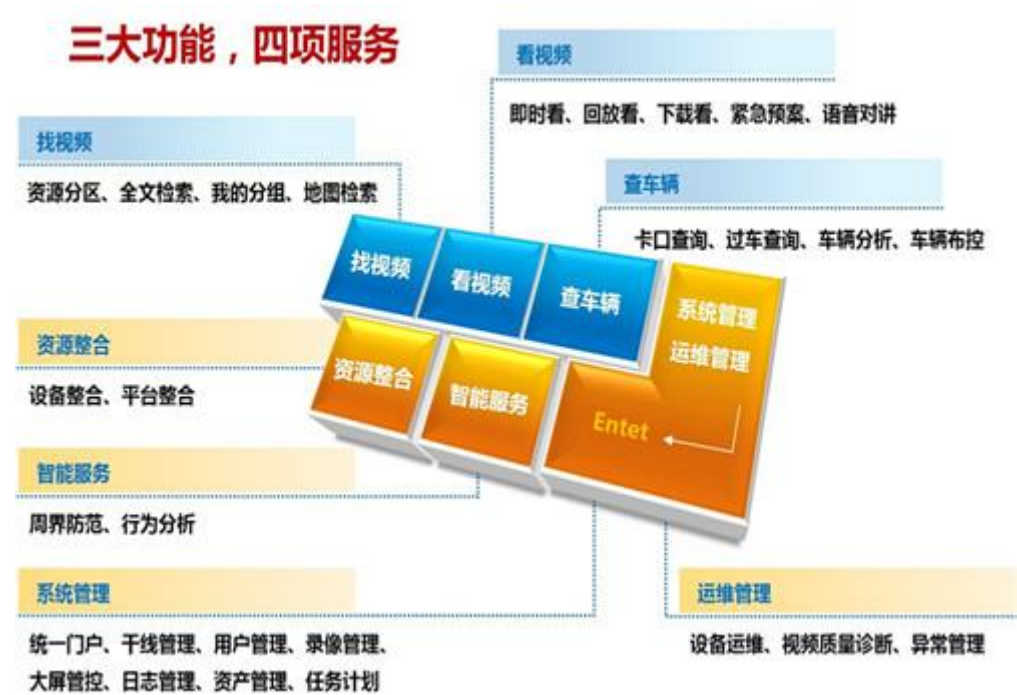 三大功能，四项服务
看视频
即时看、回放看、下载看、紧急预案、语音对讲
找视频
资源分区、全文检索、我的分组、地图检索
查车辆
卡口查询、过车查询、车辆分析、车辆布控
找视频
看视频
查车辆
系统管理
运维管理
资源整合
智能服务
Entet
资源整合
设备整合、平台整合
智能服务
周界防范、行为分析
系统管理
统一门户、干线管理、用户管理、录像管理、
大屏管控、日志管理、资产管理、任务计划
运维管理
设备运维、视频质量诊断、异常管理